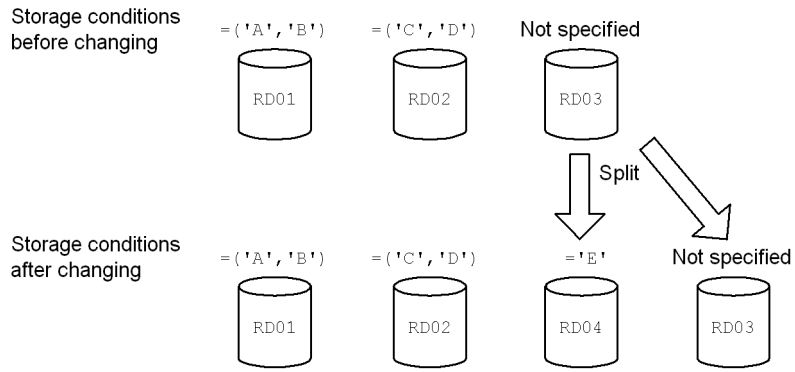 Storage conditions
before changing
=('A','B')
=('C','D')
Not specified
RD01
RD02
RD03
Split
Storage conditions
after changing
=('A','B')
=('C','D')
='E'
Not specified
RD01
RD02
RD04
RD03